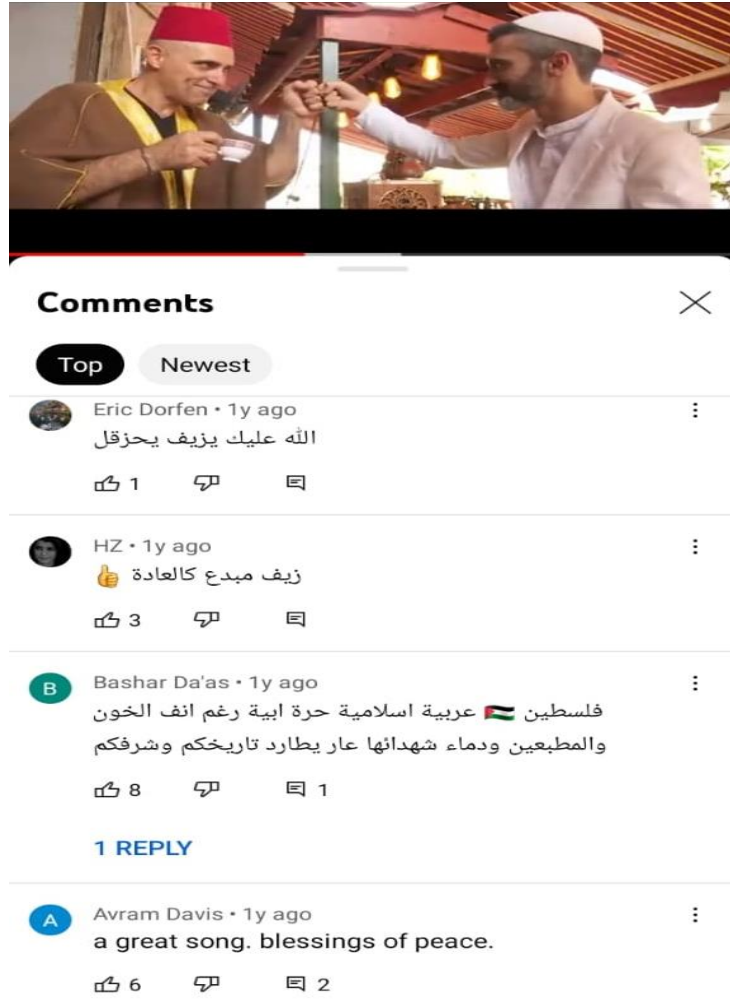 Comments
Top Newest
Eric Dorfen • 1y ago
الله عليك يزيف يحزقل
1
HZ • 1y ago
زيف مبدع كالعادة 👍
3
B
Bashar Da'as • 1y ago
فلسطين 🇵🇸 عربية اسلامية حرة ابية رغم انف الخون
والمطبعين ودماء شهدائها عار يطارد تاريخكم وشرفكم
8 1
1 REPLY
A
Avram Davis • 1y ago
a great song. blessings of peace.
6 2